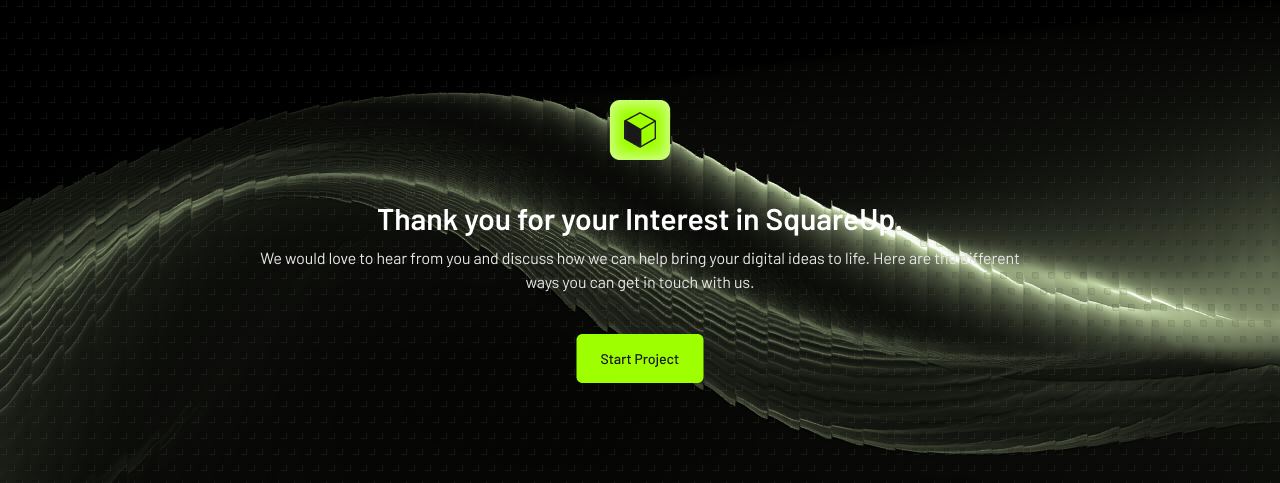 Thank you for your Interest in SquareUp.
We would love to hear from you and discuss how we can help bring your digital ideas to life. Here are the different
ways you can get in touch with us.
Start Project